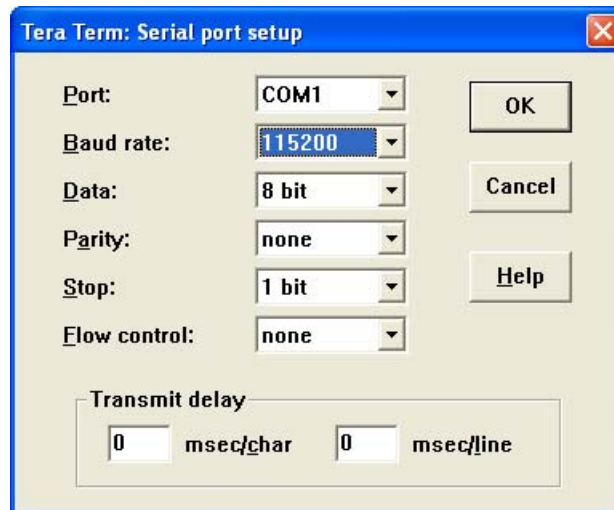 Tera Term: Serial port setup
Port: COM1
OK
Baud rate: 115200
Data: 8 bit
Cancel
Parity: none
Stop: 1 bit
Help
Flow control: none
Transmit delay
0 msec/char 0 msec/line